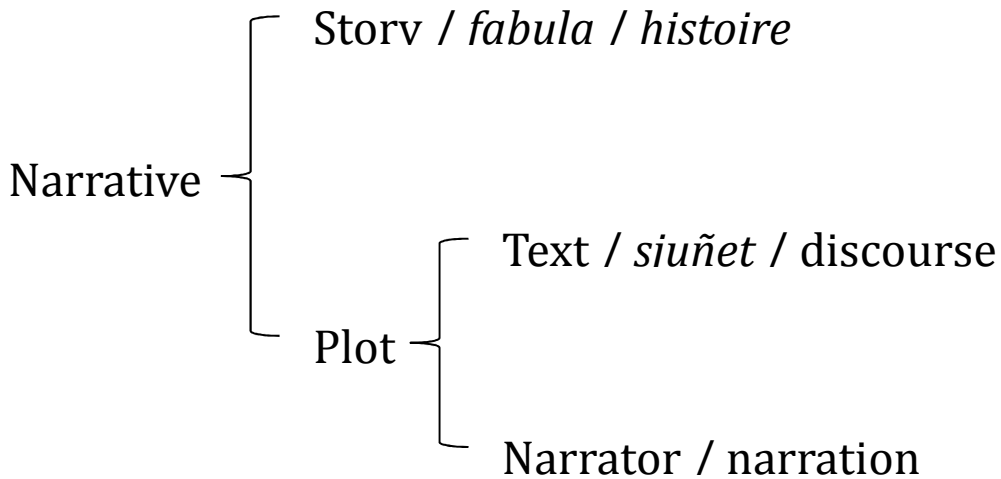 Storv / fabula / histoire
Narrative
Text / siuñet / discourse
Plot
Narrator / narration